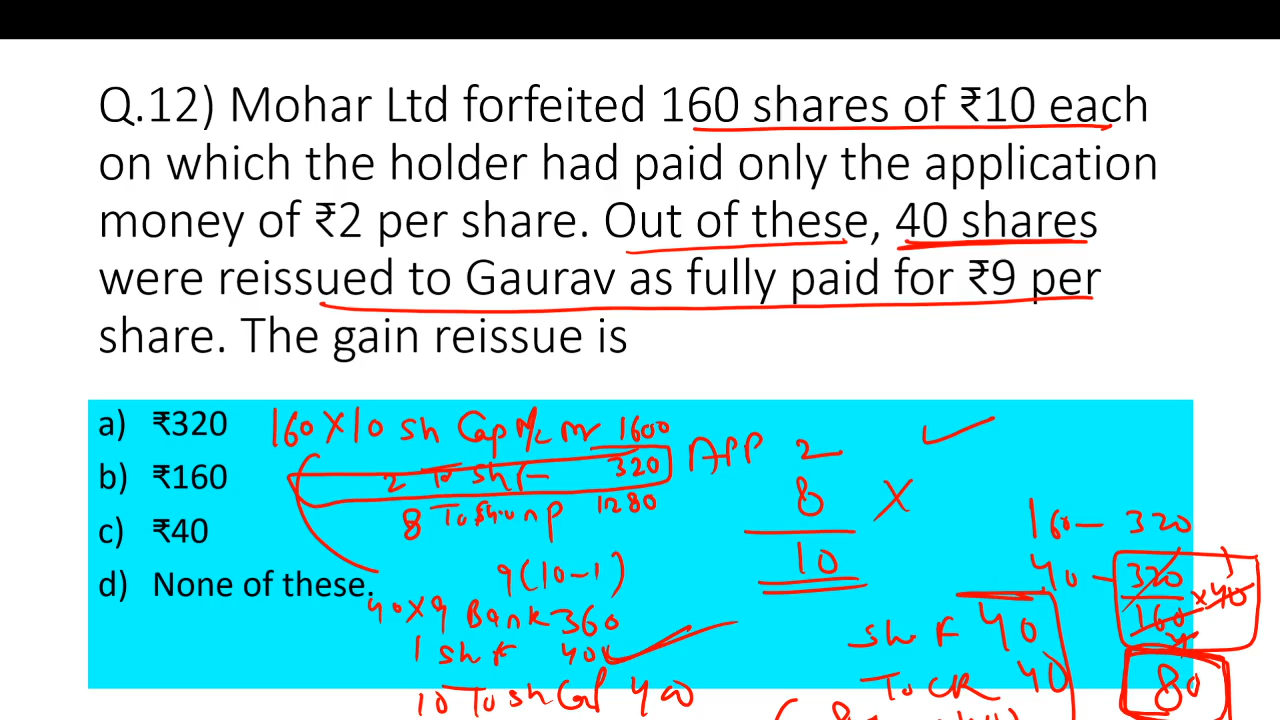 Q.12) Mohar Ltd forfeited 160 shares of ₹10 each
on which the holder had paid only the application
money of ₹2 per share. Out of these, 40 shares
were reissued to Gaurav as fully paid for ₹9 per
share. The gain reissue is
a) ₹320
b) ₹160
c) ₹40
d) None of these.
160 X 10 Sh Cap A/c Dr 1600
2 To Sh F 320
8 To 1280
APP 2
8 X
10
9 (10-1)
40X9 Bank 360
1 Sh F 40
10 To Sh Cap 400
160 - 320
40 - 320
160 x 40
80
Sh F 40
To CR 40